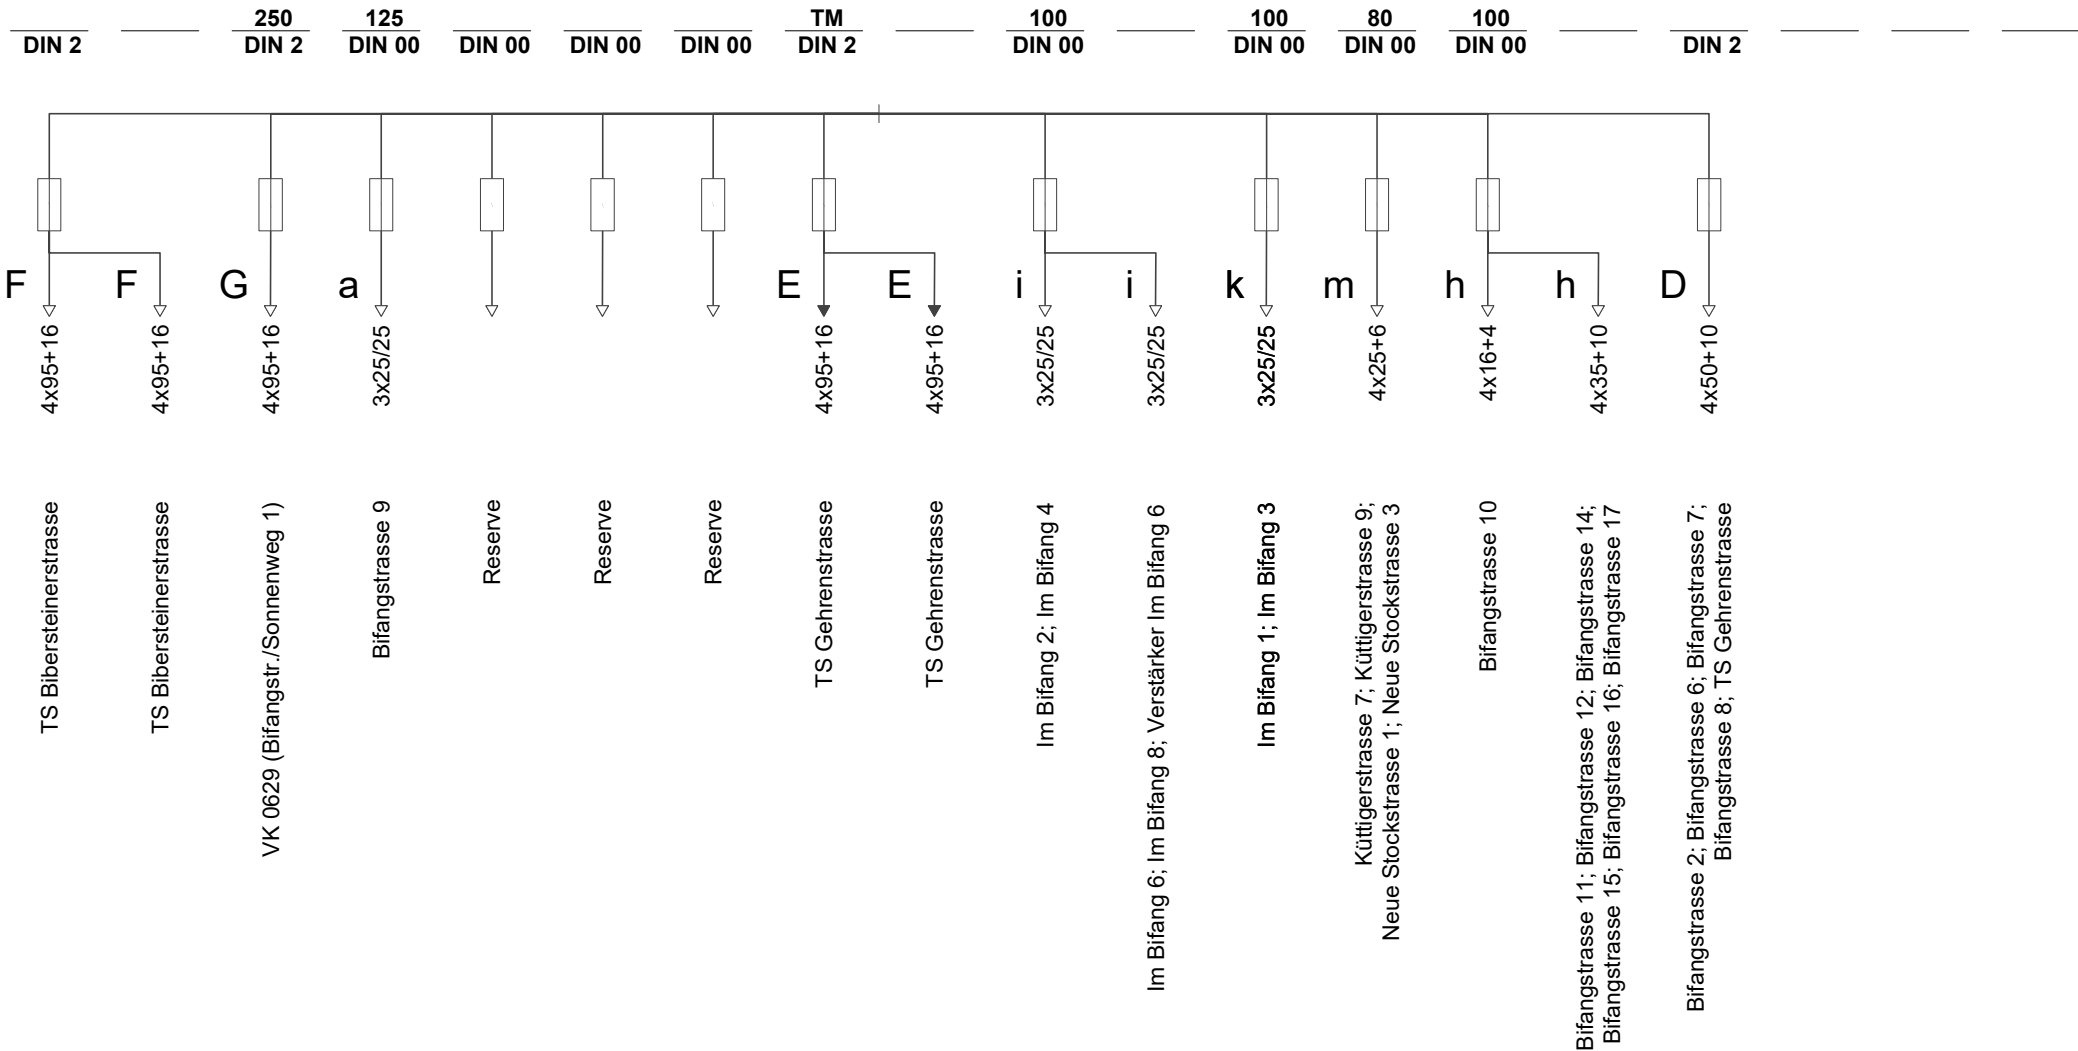 250
125
TM
100
100
80
100
DIN 2
DIN 2
DIN 00
DIN 00
DIN 00
DIN 00
DIN 2
DIN 00
DIN 00
DIN 00
DIN 00
DIN 2
F
F
G
a
E
E
i
i
k
m
h
h
D
4x95+16
4x95+16
4x95+16
3x25/25
4x95+16
4x95+16
3x25/25
3x25/25
3x25/25
4x25+6
4x16+4
4x35+10
4x50+10
TS Bibersteinerstrasse
TS Bibersteinerstrasse
VK 0629 (Bifangstr./Sonnenweg 1)
Bifangstrasse 9
Reserve
Reserve
Reserve
TS Gehrenstrasse
TS Gehrenstrasse
Im Bifang 2; Im Bifang 4
Im Bifang 6; Im Bifang 8; Verstärker Im Bifang 6
Im Bifang 1; Im Bifang 3
Küttigerstrasse 7; Küttigerstrasse 9;
Neue Stockstrasse 1; Neue Stockstrasse 3
Bifangstrasse 10
Bifangstrasse 11; Bifangstrasse 12; Bifangstrasse 14;
Bifangstrasse 15; Bifangstrasse 16; Bifangstrasse 17
Bifangstrasse 2; Bifangstrasse 6; Bifangstrasse 7;
Bifangstrasse 8; TS Gehrenstrasse